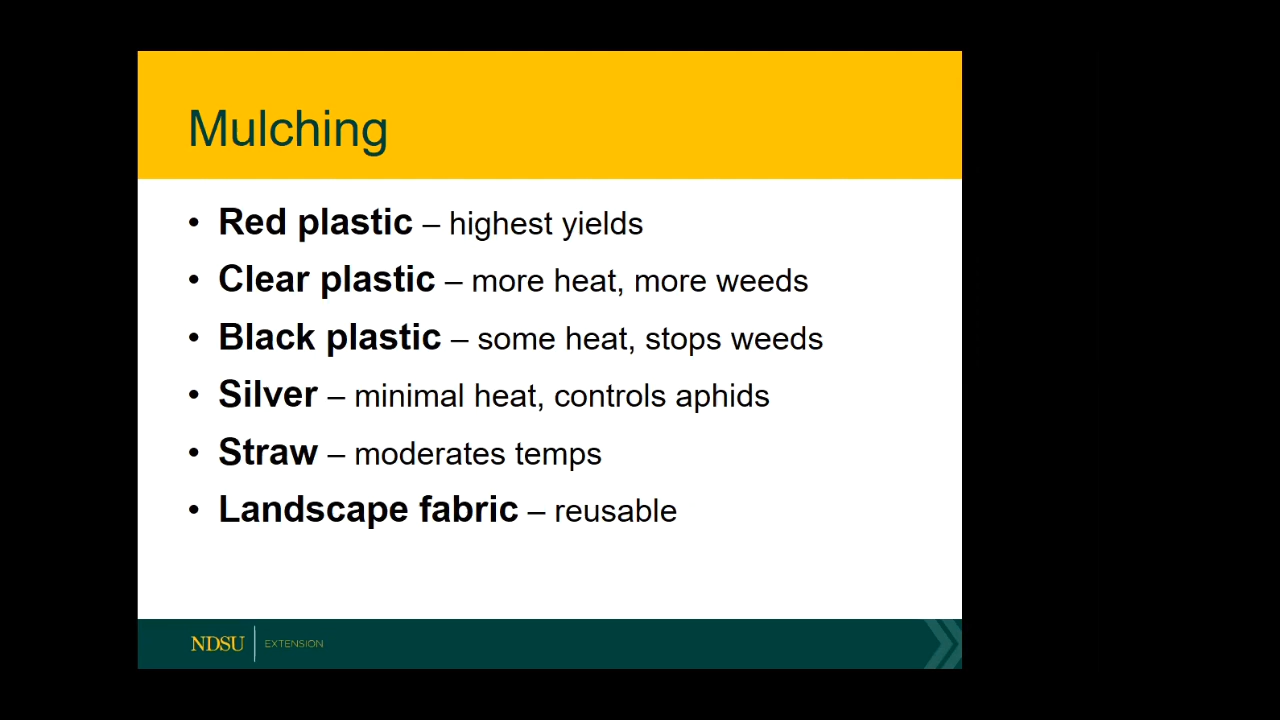 Mulching
• Red plastic – highest yields
• Clear plastic – more heat, more weeds
• Black plastic – some heat, stops weeds
• Silver – minimal heat, controls aphids
• Straw – moderates temps
• Landscape fabric – reusable
NDSU EXTENSION